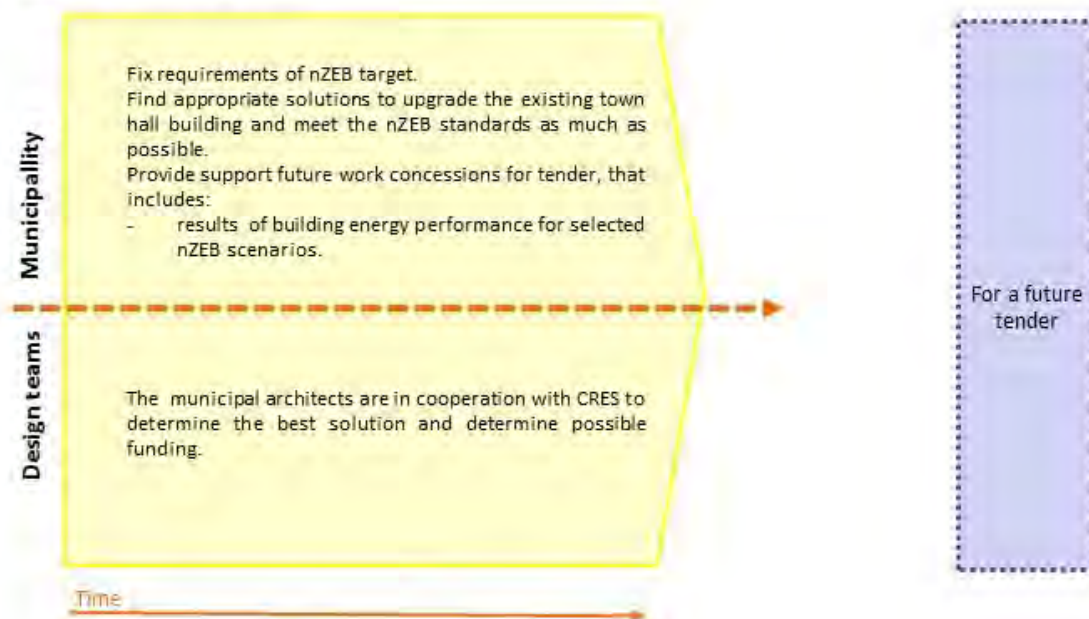 Municipallity
Fix requirements of nZEB target.
Find appropriate solutions to upgrade the existing town
hall building and meet the nZEB standards as much as
possible.
Provide support future work concessions for tender, that
includes:
- results of building energy performance for selected
nZEB scenarios.
Design teams
The municipal architects are in cooperation with CRES to
determine the best solution and determine possible
funding.
Time
For a future
tender